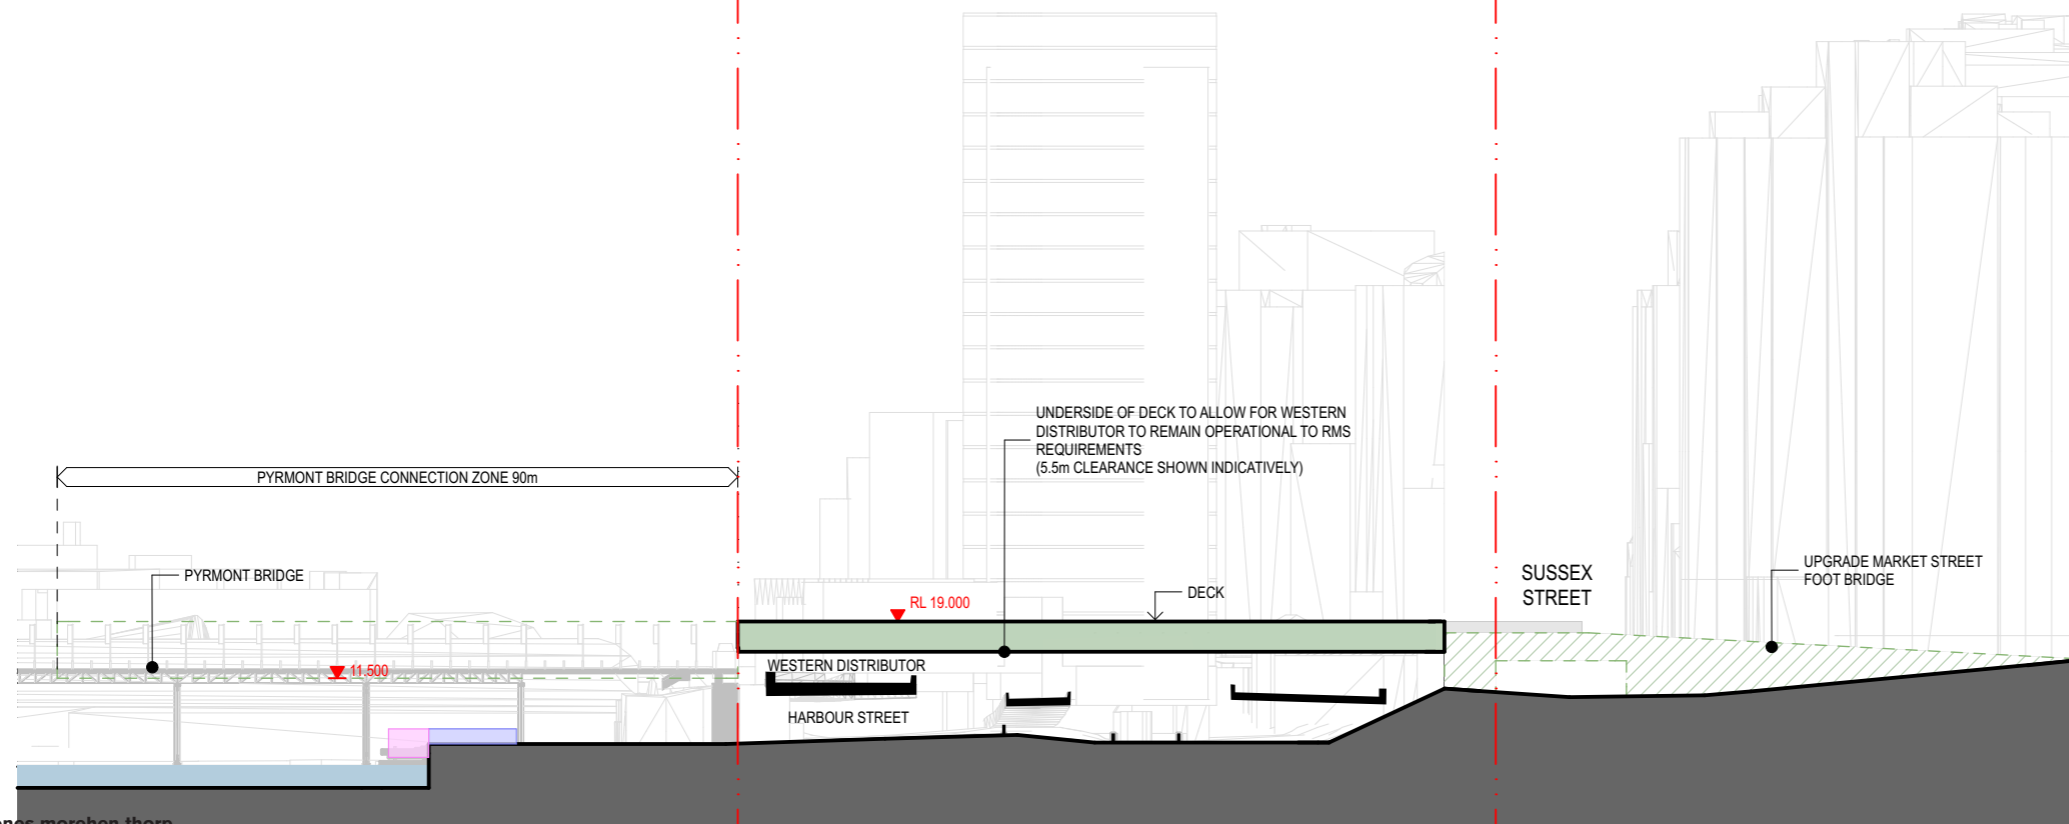 UNDERSIDE OF DECK TO ALLOW FOR WESTERN
DISTRIBUTOR TO REMAIN OPERATIONAL TO RMS
REQUIREMENTS
(5.5m CLEARANCE SHOWN INDICATIVELY)
PYRMONT BRIDGE CONNECTION ZONE 90m
PYRMONT BRIDGE
11.500
RL 19.000
DECK
SUSSEX
STREET
UPGRADE MARKET STREET
FOOT BRIDGE
WESTERN DISTRIBUTOR
HARBOUR STREET
morehen thorp